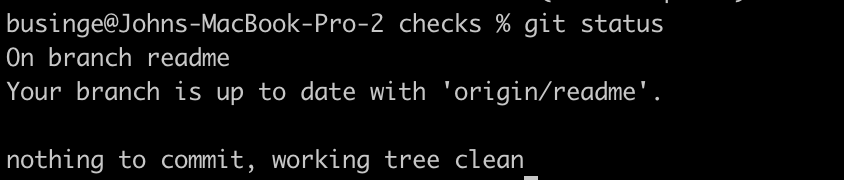 businge@Johns-MacBook-Pro-2 checks % git status
On branch readme
Your branch is up to date with 'origin/readme'.
nothing to commit, working tree clean